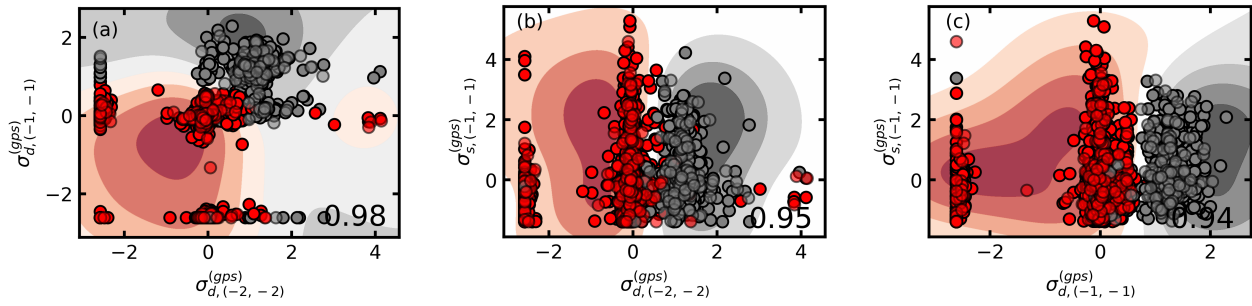 (a)
2
0
−2
−2
0
2
4
0.98
σ_{d,(−1,−1)}^{(gps)}
σ_{d,(−2,−2)}^{(gps)}
(b)
4
2
0
−2
0
2
4
0.95
σ_{s,(−1,−1)}^{(gps)}
σ_{d,(−2,−2)}^{(gps)}
(c)
4
2
0
−2
0
2
0.94
σ_{s,(−1,−1)}^{(gps)}
σ_{d,(−1,−1)}^{(gps)}